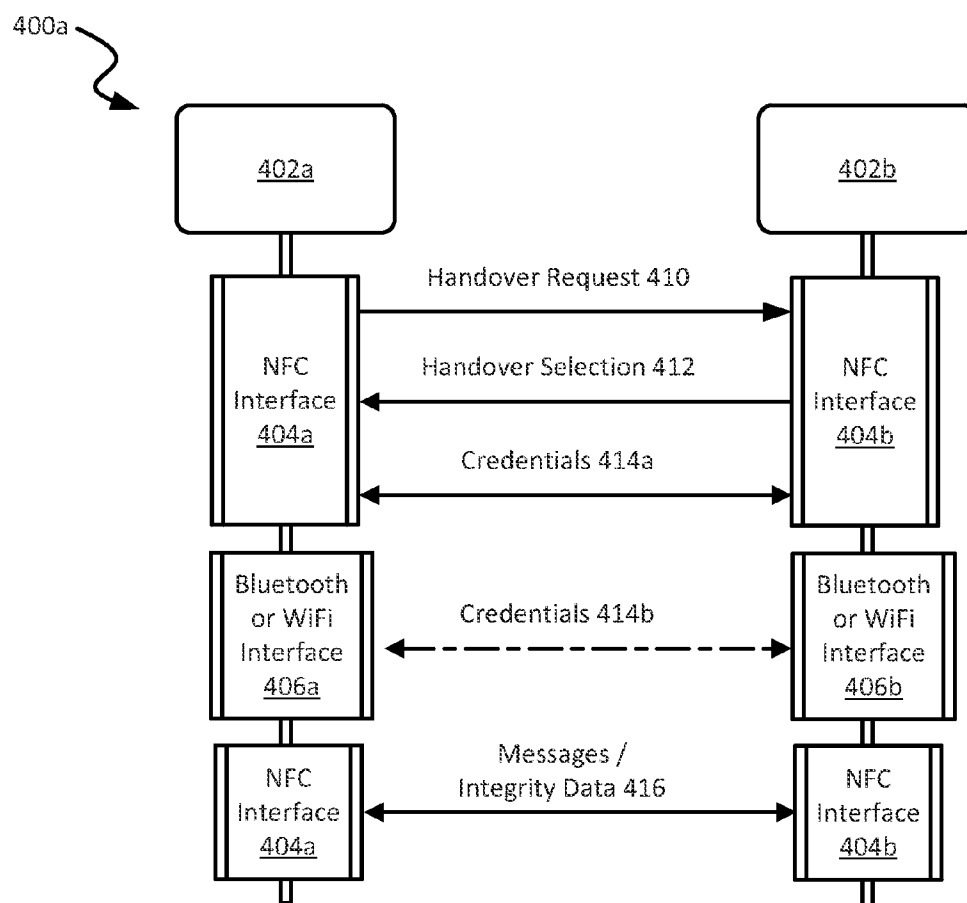 400a
402a
402b
Handover Request 410
NFC
Interface
404a
Handover Selection 412
NFC
Interface
404b
Credentials 414a
Bluetooth
or WiFi
Interface
406a
Credentials 414b
Bluetooth
or WiFi
Interface
406b
Messages /
Integrity Data 416
NFC
Interface
404a
NFC
Interface
404b